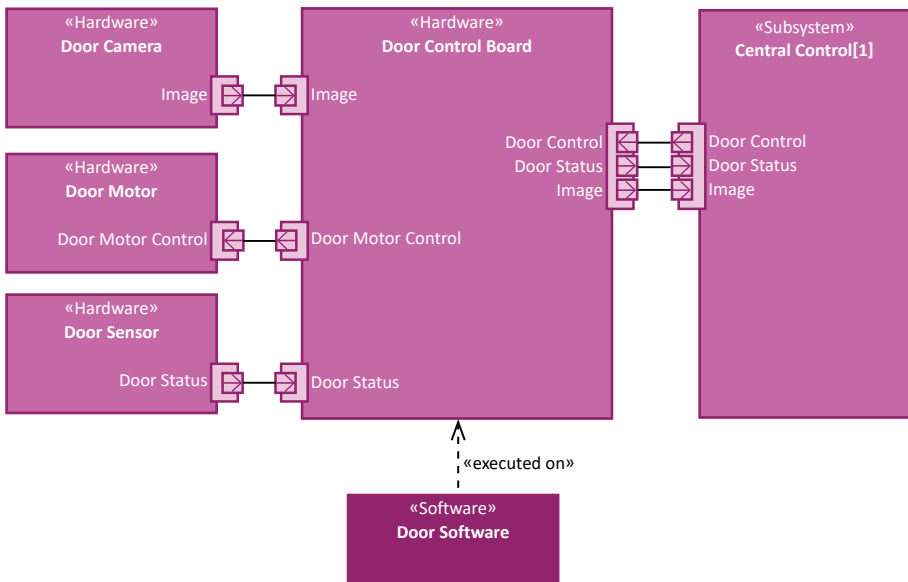 «Hardware»
Door Camera
Image
«Hardware»
Door Motor
Door Motor Control
«Hardware»
Door Sensor
Door Status
«Hardware»
Door Control Board
Image
Door Motor Control
Door Status
Door Control
Door Status
Image
«Subsystem»
Central Control[1]
Door Control
Door Status
Image
«executed on»
«Software»
Door Software